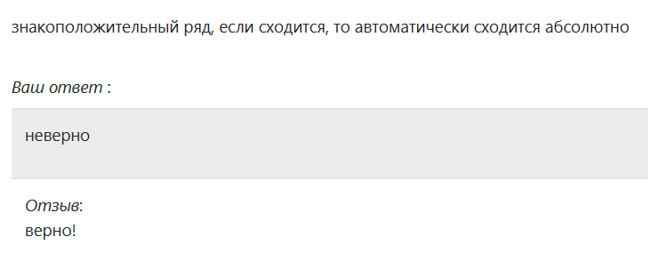 знакоположительный ряд, если сходится, то автоматически сходится абсолютно
Ваш ответ :
неверно
Отзыв:
верно!